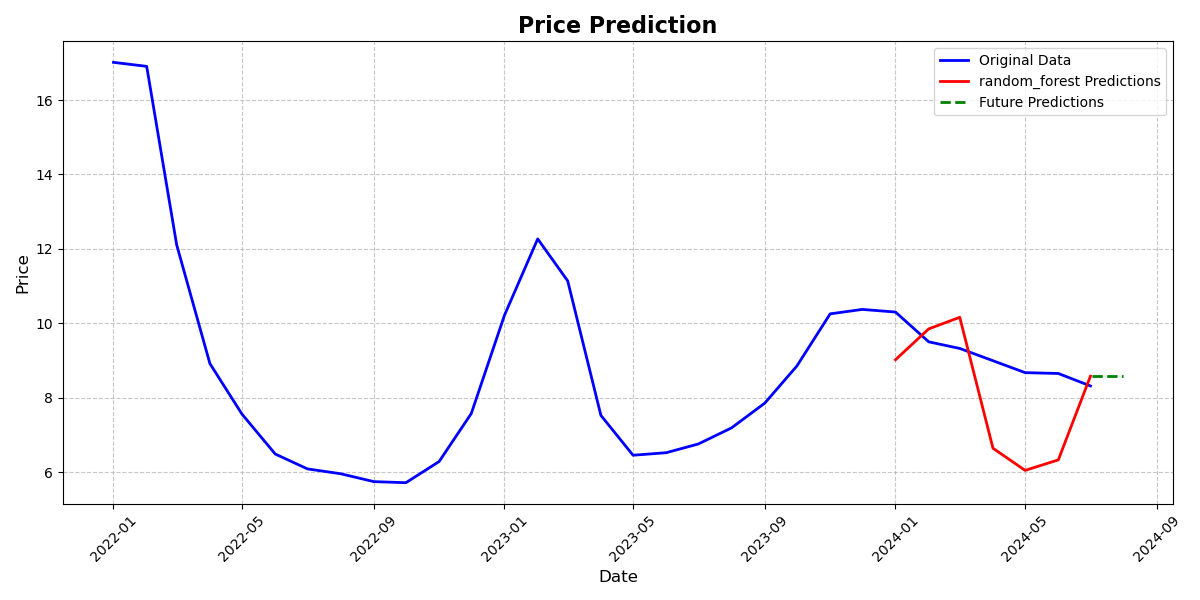 Price Prediction
Original Data
random_forest Predictions
Future Predictions
Price
16
14
12
10
8
6
2022-01
2022-05
2022-09
2023-01
2023-05
2023-09
2024-01
2024-05
2024-09
Date